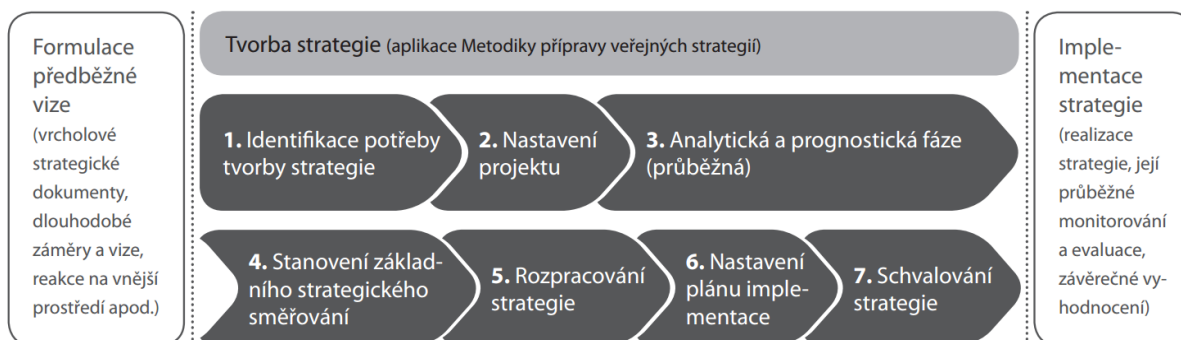 Formulace
předběžné
vize
(vrcholové
strategické
dokumenty,
dlouhodobé
záměry a vize,
reakce na vnější
prostředí apod.)
Tvorba strategie (aplikace Metodiky přípravy veřejných strategií)
1. Identifikace potřeby
tvorby strategie
2. Nastavení
projektu
3. Analytická a prognostická fáze
(průběžná)
4. Stanovení základ-
ního strategického
směřování
5. Rozpracování
strategie
6. Nastavení
plánu imple-
mentace
7. Schvalování
strategie
Imple-
mentace
strategie
(realizace
strategie, její
průběžné
monitorování
a evaluace,
závěrečné vy-
hodnocení)